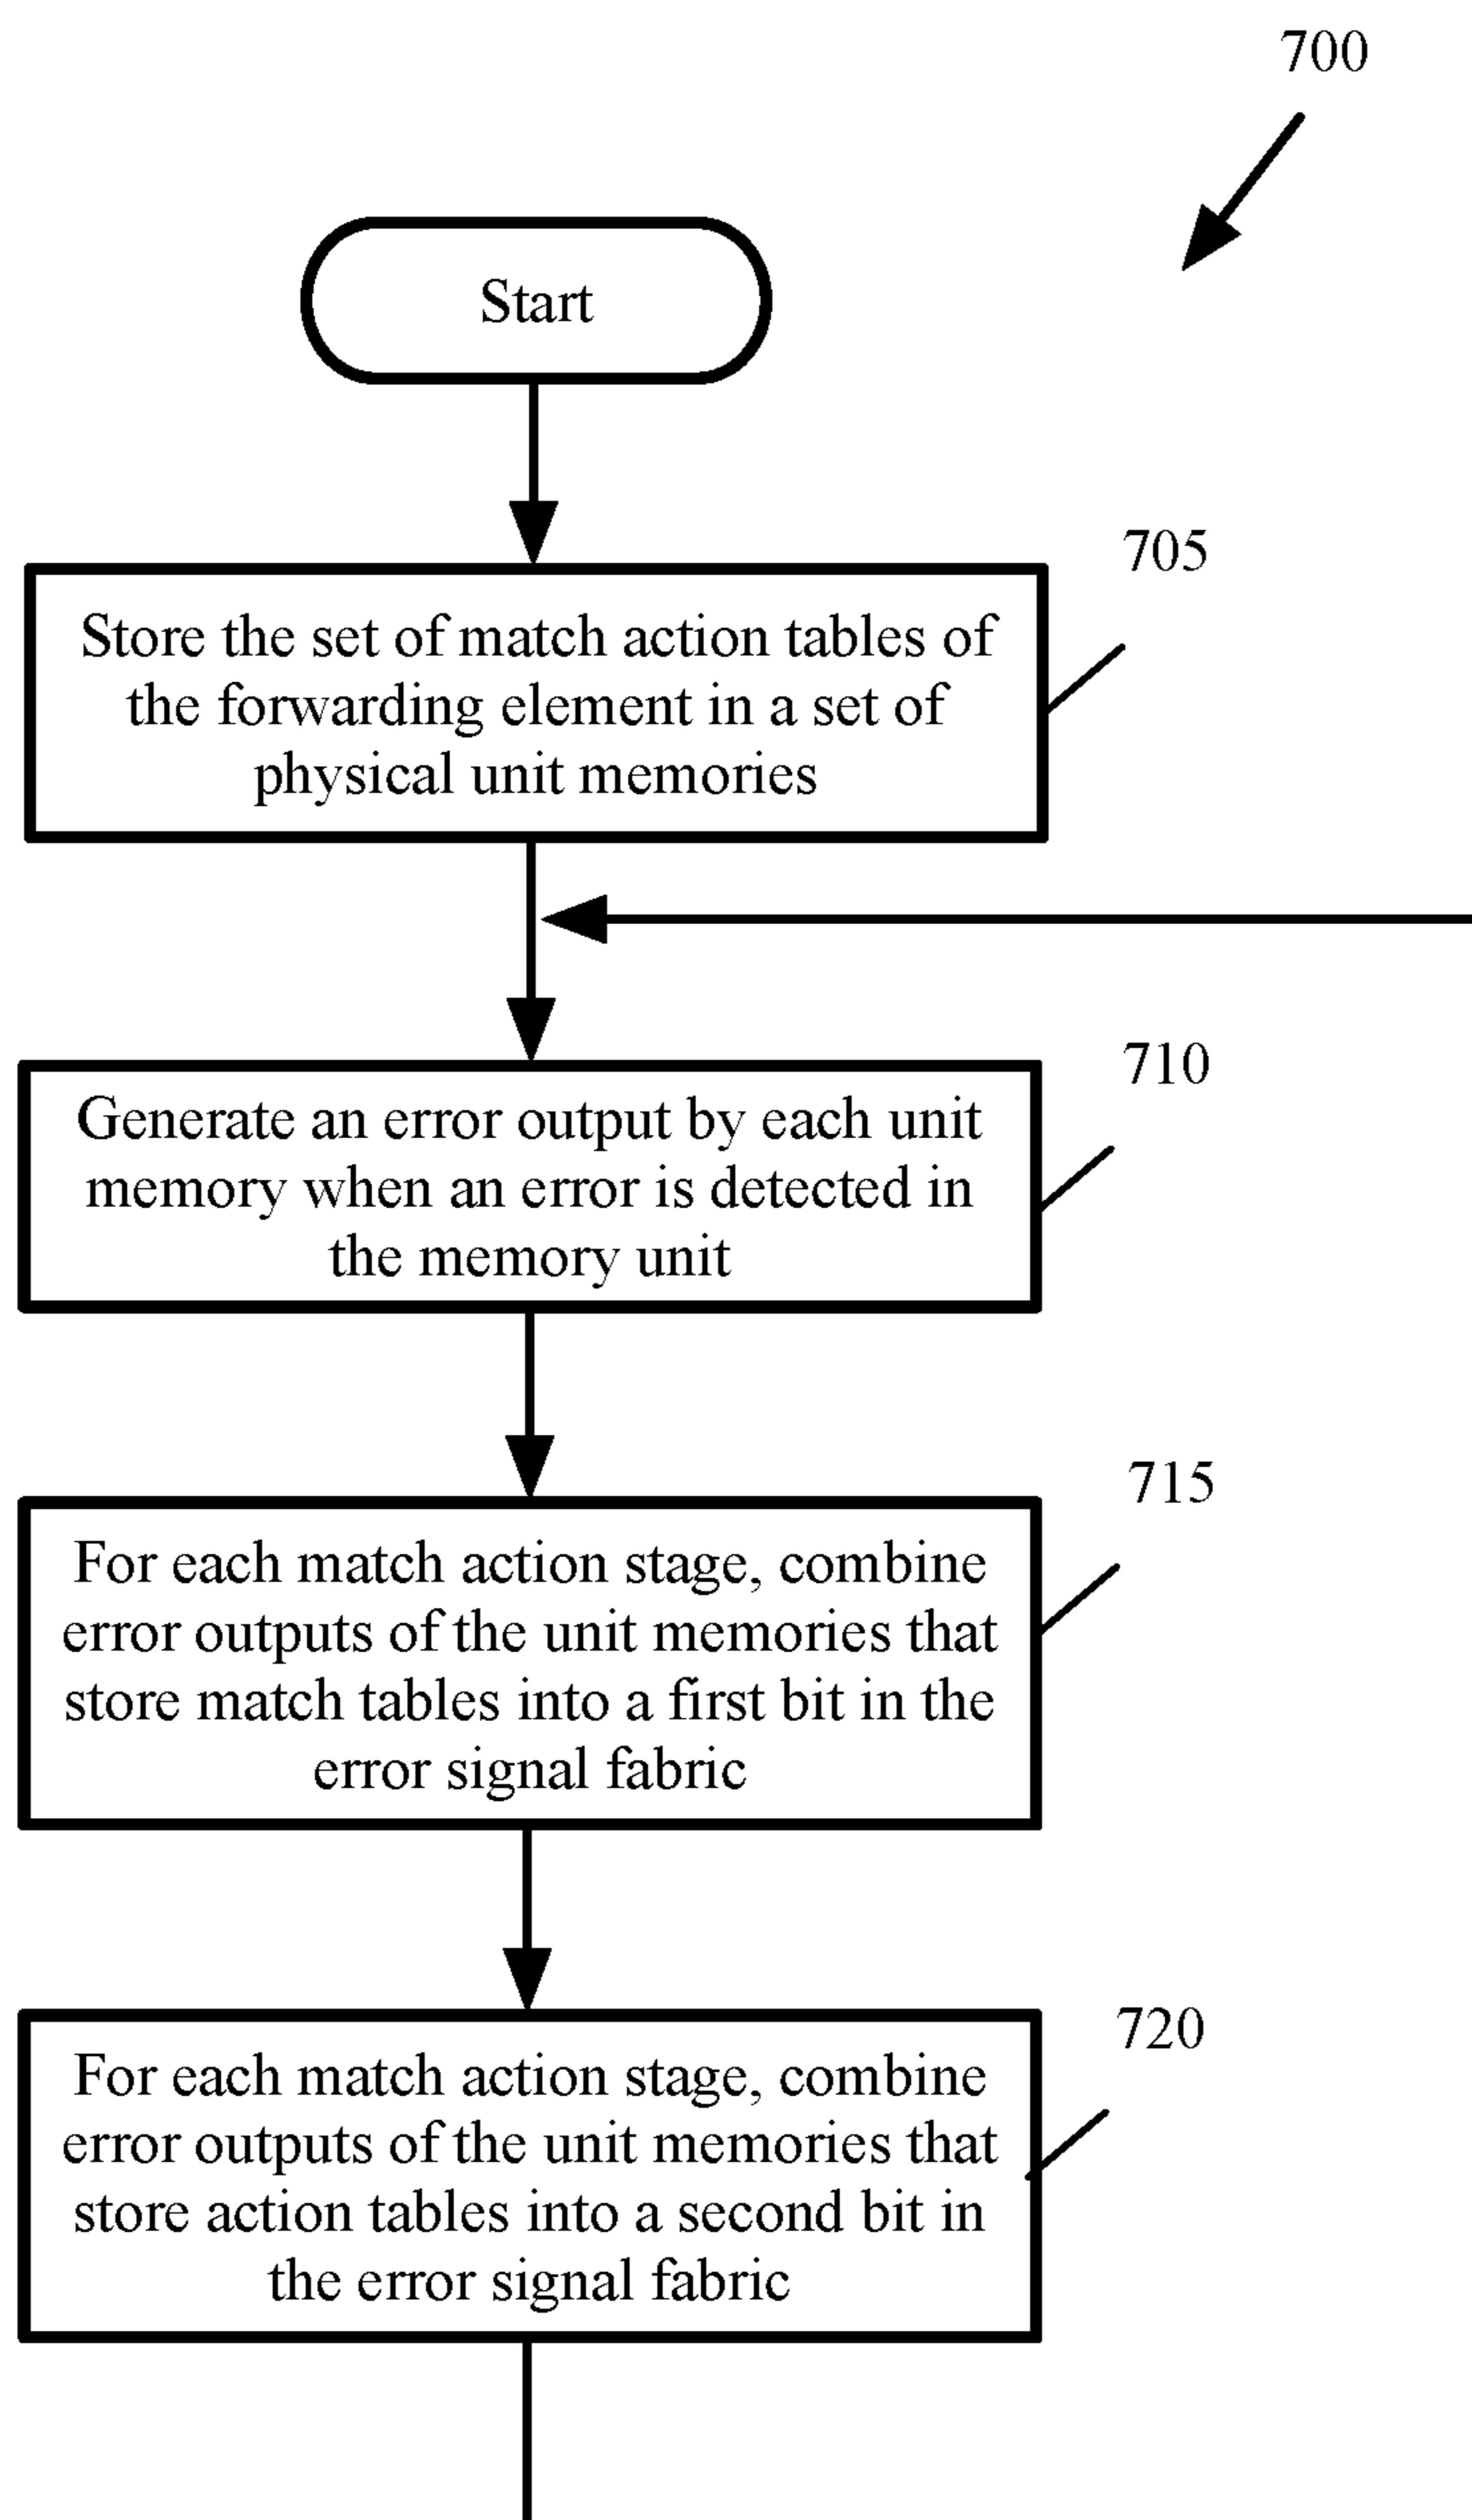 700
Start
705
Store the set of match action tables of
the forwarding element in a set of
physical unit memories
710
Generate an error output by each unit
memory when an error is detected in
the memory unit
715
For each match action stage, combine
error outputs of the unit memories that
store match tables into a first bit in the
error signal fabric
720
For each match action stage, combine
error outputs of the unit memories that
store action tables into a second bit in
the error signal fabric